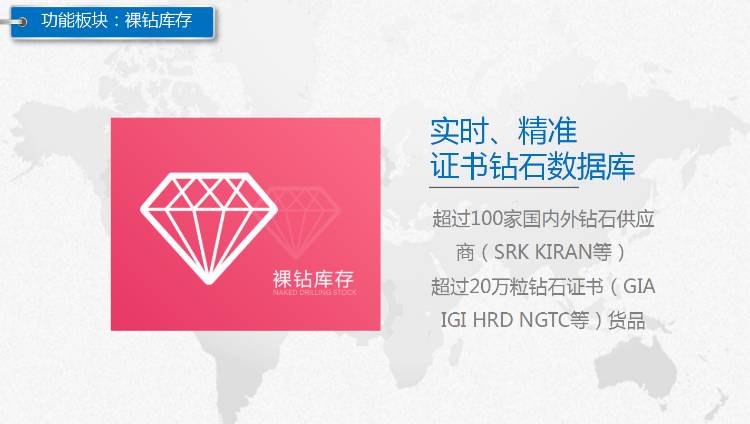 功能板块：裸钻库存
实时、精准
证书钻石数据库
超过100家国内外钻石供应
商（SRK KIRAN等）
超过20万粒钻石证书（GIA
IGI HRD NGTC等）货品
裸钻库存
NAKED DRILLING STOCK